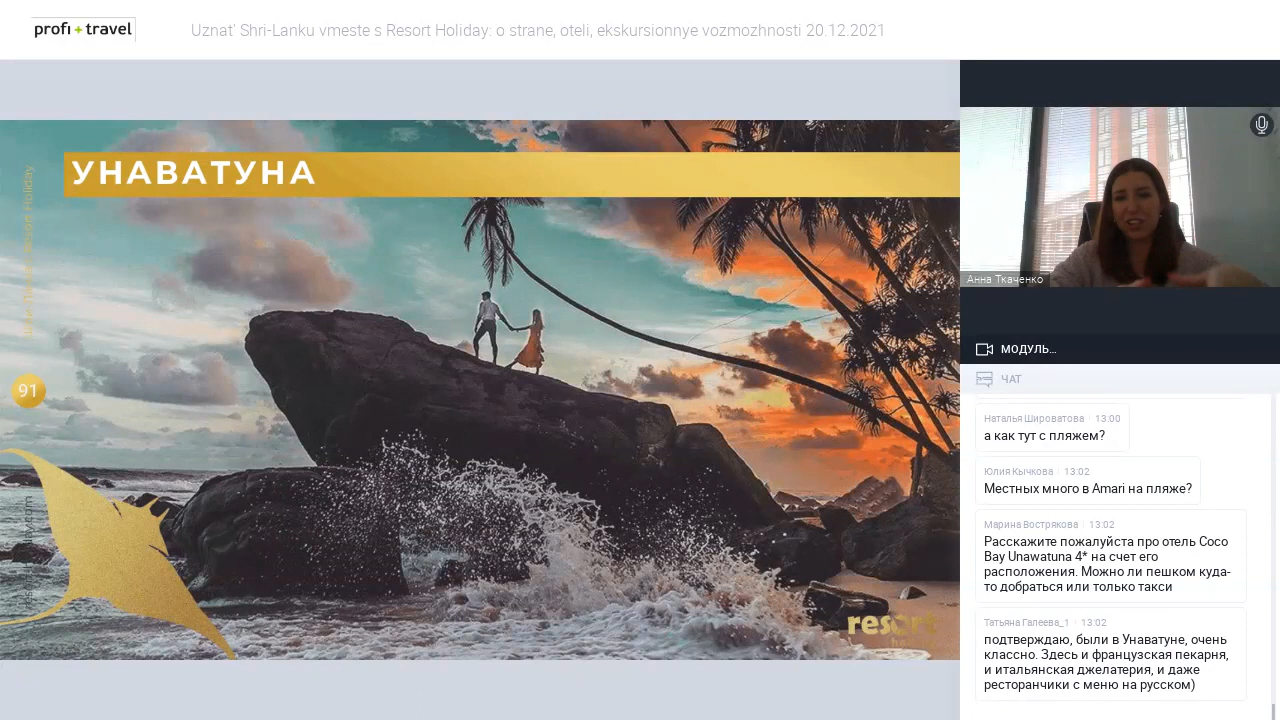 profi + travel
Uznat' Shri-Lanku vmeste s Resort Holiday: o strane, oteli, ekskursionnye vozmozhnosti 20.12.2021
УНАВАТУНА
91
resort
Анна Ткаченко
МОДУЛЬ...
ЧАТ
Наталья Широватова 13:00
а как тут с пляжем?
Юлия Кычкова 13:02
Местных много в Amari на пляже?
Марина Вострякова 13:02
Расскажите пожалуйста про отель Coco
Bay Unawatuna 4* на счет его
расположения. Можно ли пешком куда-
то добраться или только такси
Татьяна Галеева_1 13:02
подтверждаю, были в Унаватуне, очень
классно. Здесь и французская пекарня,
и итальянская джелатерия, и даже
ресторанчики с меню на русском)